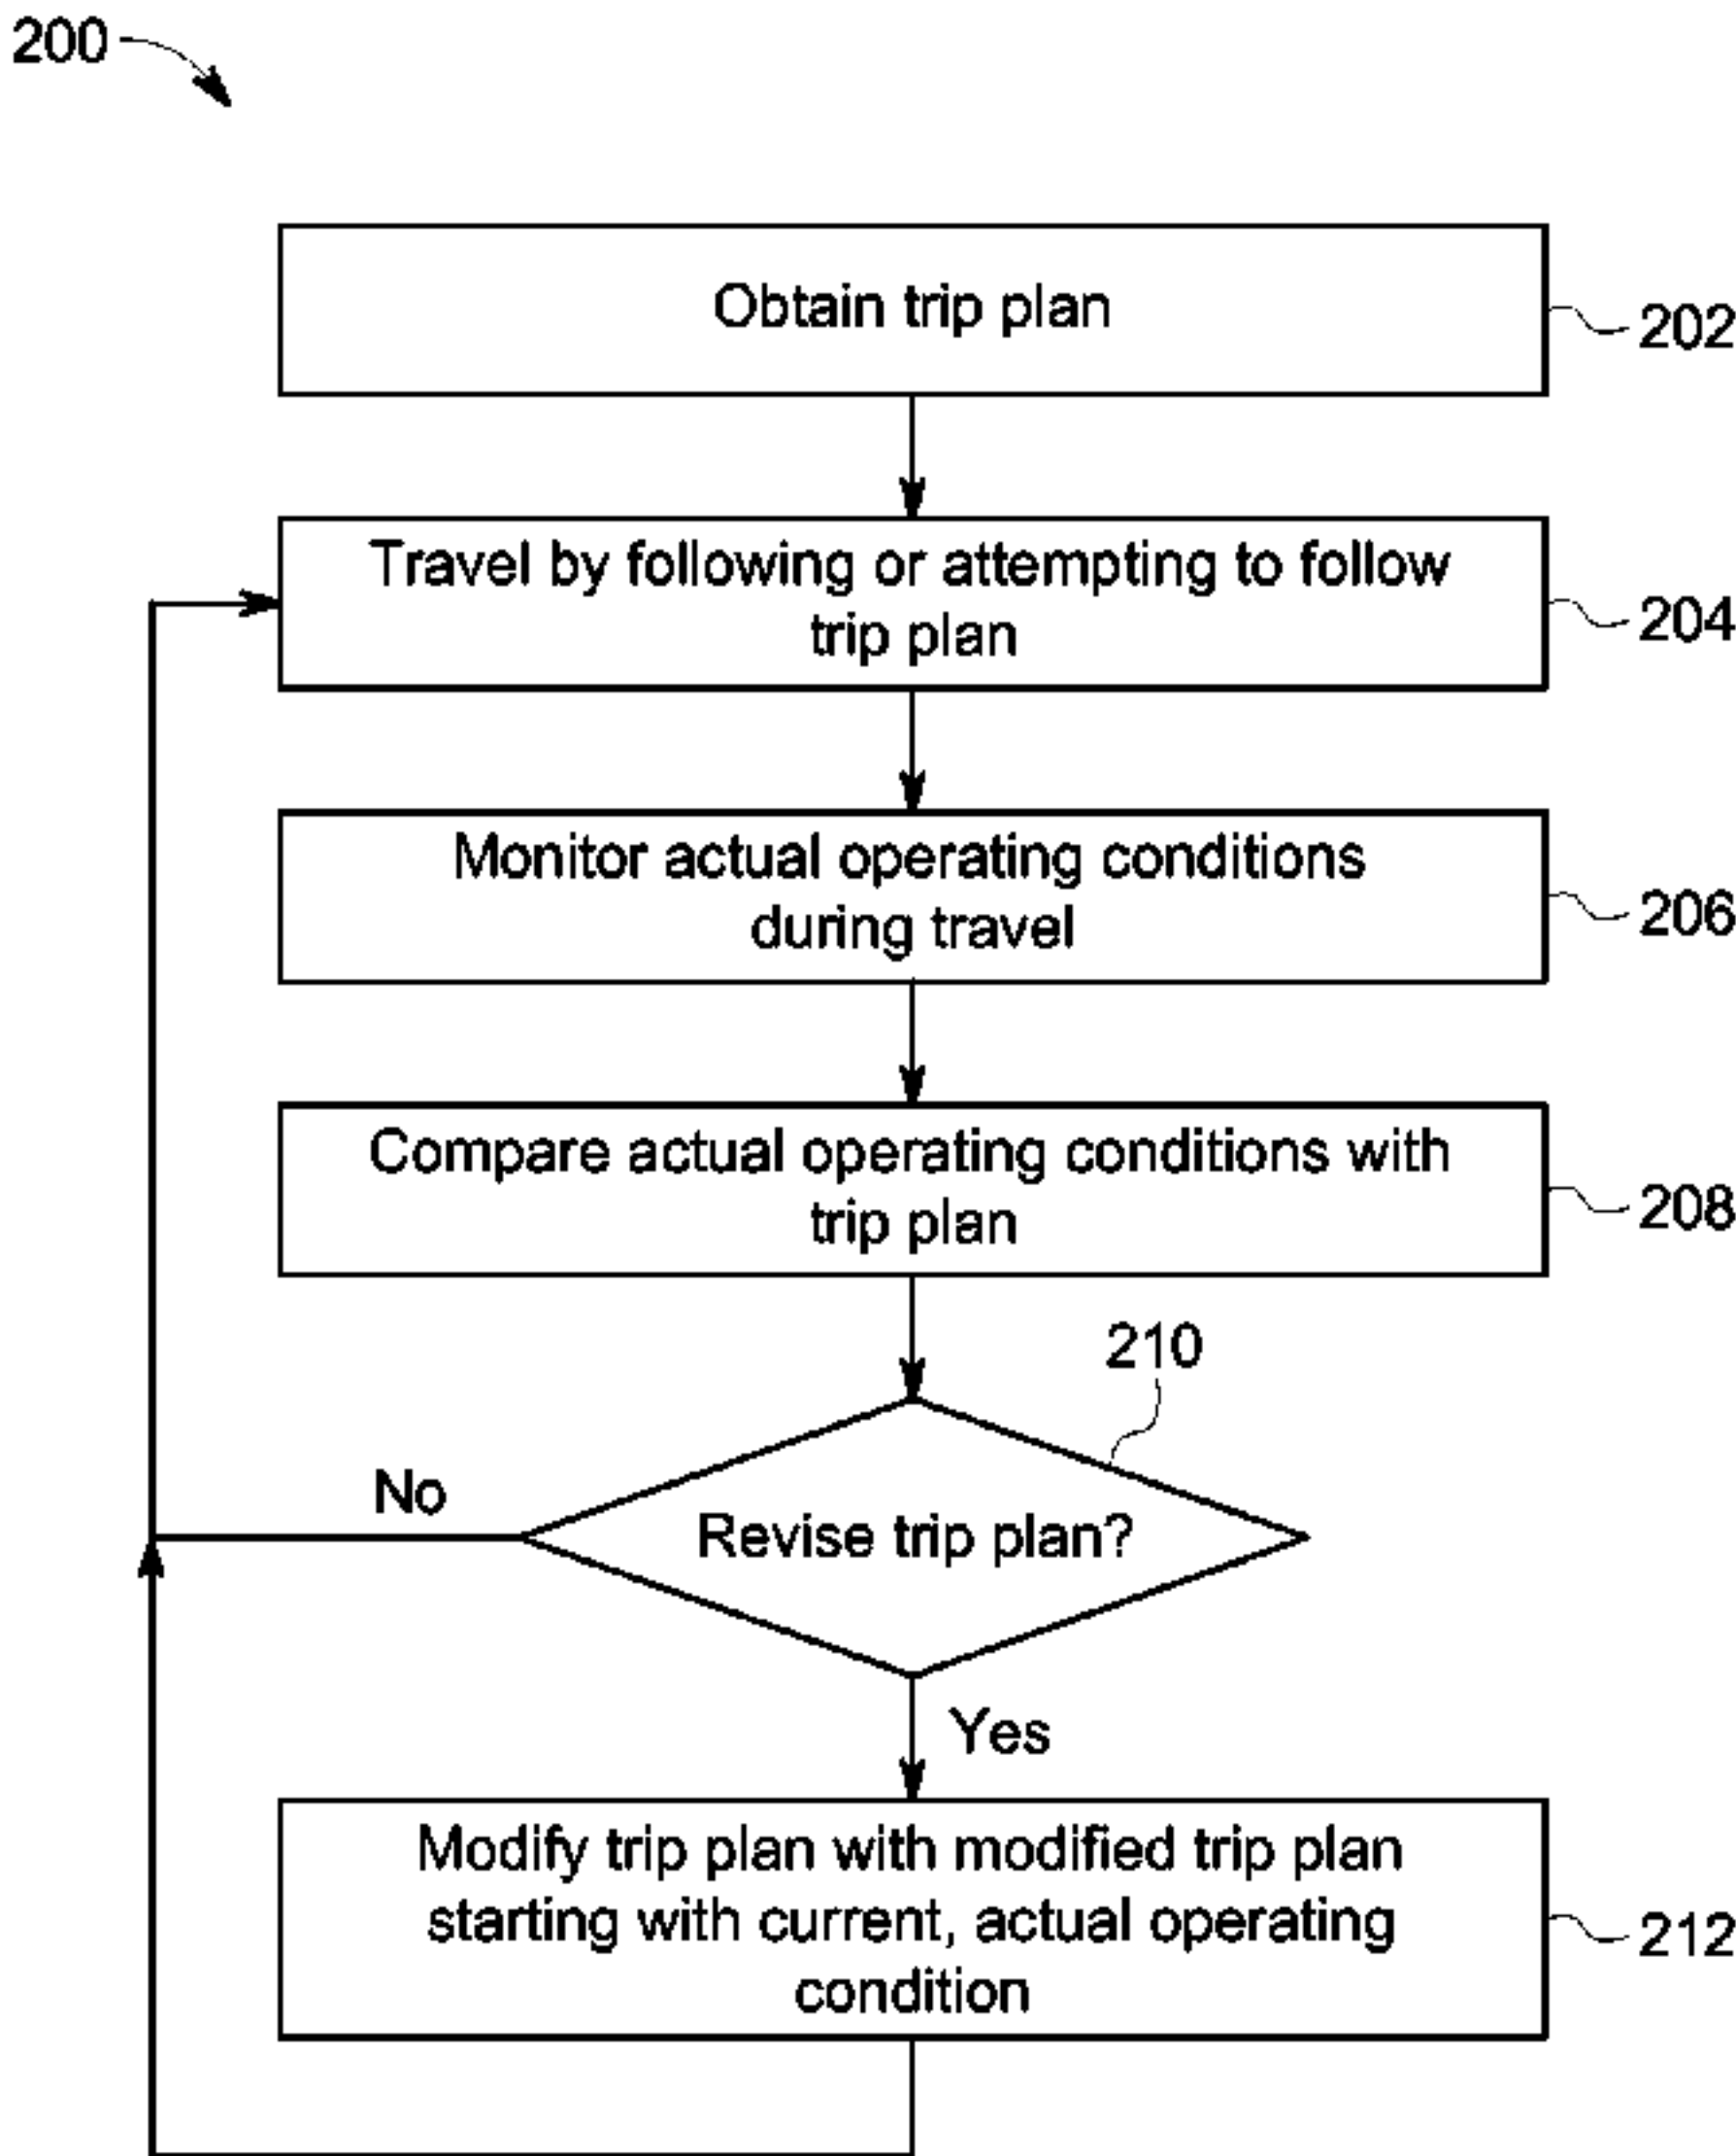 200
Obtain trip plan
202
Travel by following or attempting to follow
trip plan
204
Monitor actual operating conditions
during travel
206
Compare actual operating conditions with
trip plan
208
210
Revise trip plan?
No
Yes
Modify trip plan with modified trip plan
starting with current, actual operating
condition
212